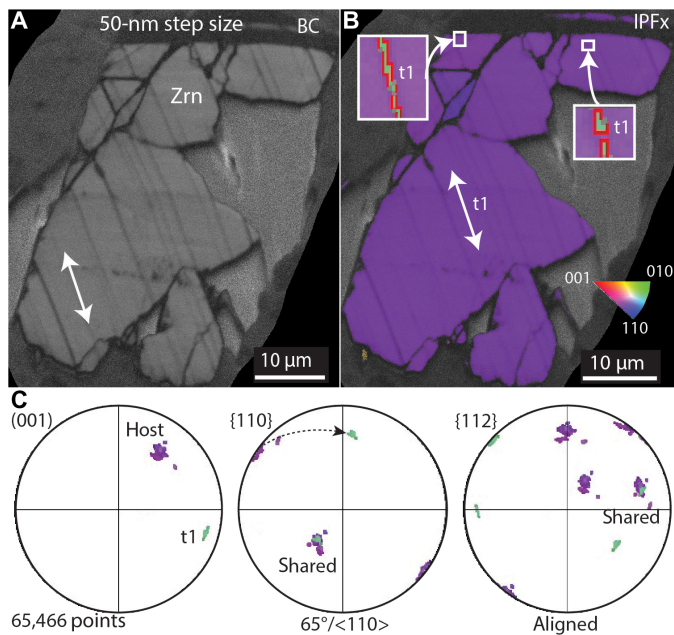 A
50-nm step size
BC
Zrn
10 μm
B
IPFx
t1
t1
t1
001
010
110
10 μm
C
(001)
Host
t1
65,466 points
{110}
Shared
65°/<110>
{112}
Shared
Aligned